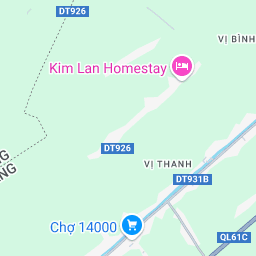 DT926
VỊ BÌNH
Kim Lan Homestay
DT926
VỊ THANH
DT931B
Chợ 14000
QL61C